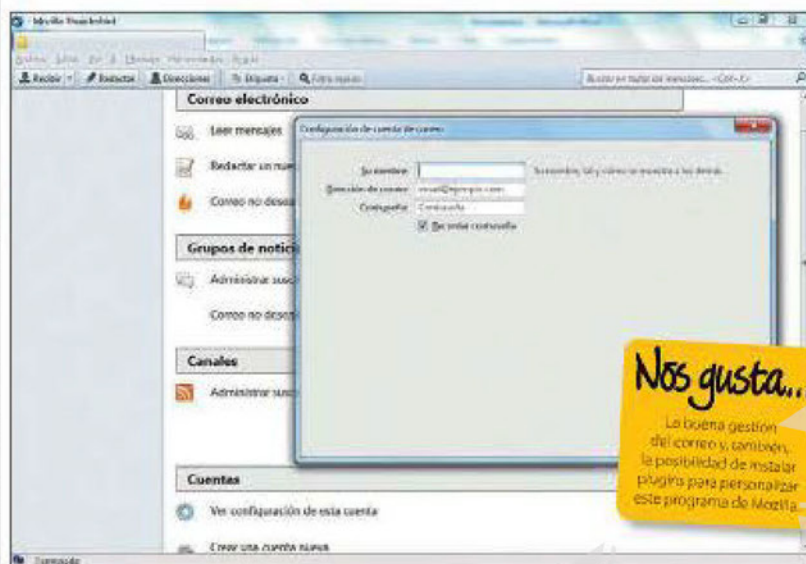 Mozilla Thunderbird
Recibir Redactar Direcciones Etiqueta
Correo electrónico
Leer mensajes
Redactar un nue
Correo no desea
Grupos de notici
Administrar susc
Correo no desea
Canales
Administrar susc
Cuentas
Ver configuración de esta cuenta
Crear una cuenta nueva
Configuración de cuenta de correo
Su nombre: Su nombre, tal y como se muestra a los demás
Dirección de correo: email@ejemplo.com
Contraseña: Contraseña
Recordar contraseña
Nos gusta...
La buena gestión
del correo y, también,
la posibilidad de instalar
plugins para personalizar
este programa de Mozilla.
Terminado